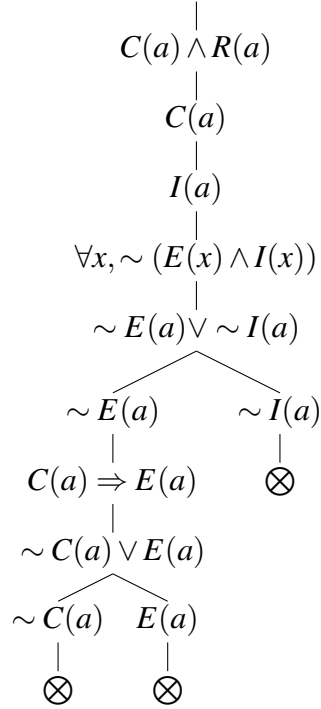 C(a) ∧ R(a)
C(a)
I(a)
∀x, ∼ (E(x) ∧ I(x))
∼ E(a) ∨ ∼ I(a)
∼ E(a) ∼ I(a)
C(a) ⇒ E(a) ⊗
∼ C(a) ∨ E(a)
∼ C(a) E(a)
⊗ ⊗